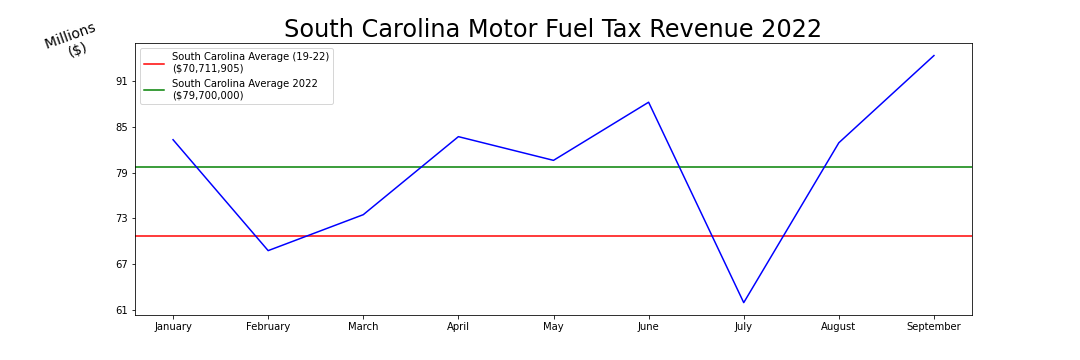 South Carolina Motor Fuel Tax Revenue 2022
Millions
($)
South Carolina Average (19-22)
($70,711,905)
South Carolina Average 2022
($79,700,000)
91
85
79
73
67
61
January February March April May June July August September